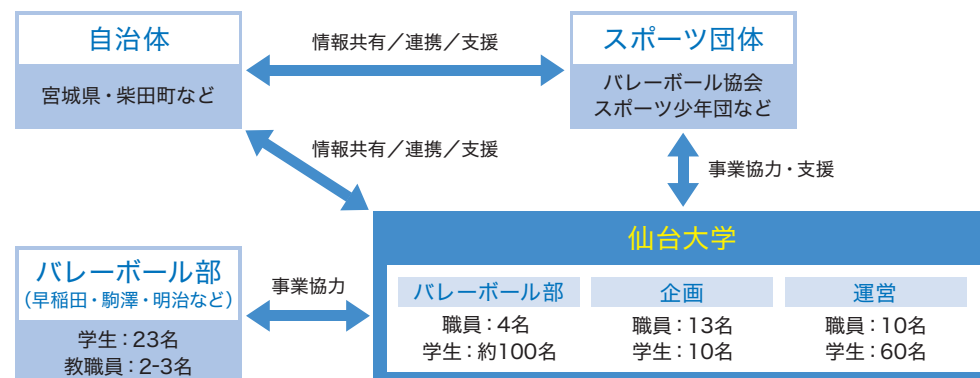 自治体
宮城県・柴田町など
情報共有／連携／支援
スポーツ団体
バレーボール協会
スポーツ少年団など
情報共有／連携／支援
事業協力・支援
バレーボール部
（早稲田・駒澤・明治など）
学生：23名
教職員：2-3名
事業協力
仙台大学
バレーボール部
職員：4名
学生：約100名
企画
職員：13名
学生：10名
運営
職員：10名
学生：60名